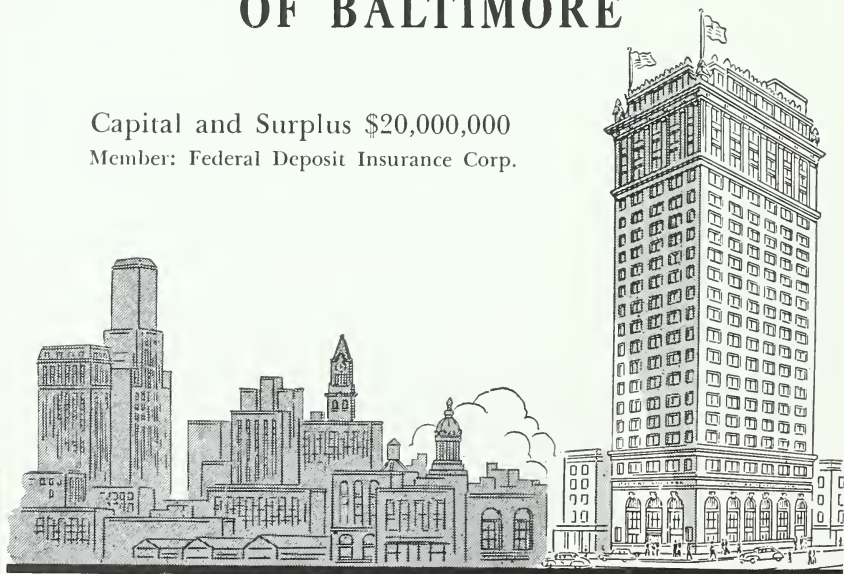 OF BALTIMORE
Capital and Surplus $20,000,000
Member: Federal Deposit Insurance Corp.